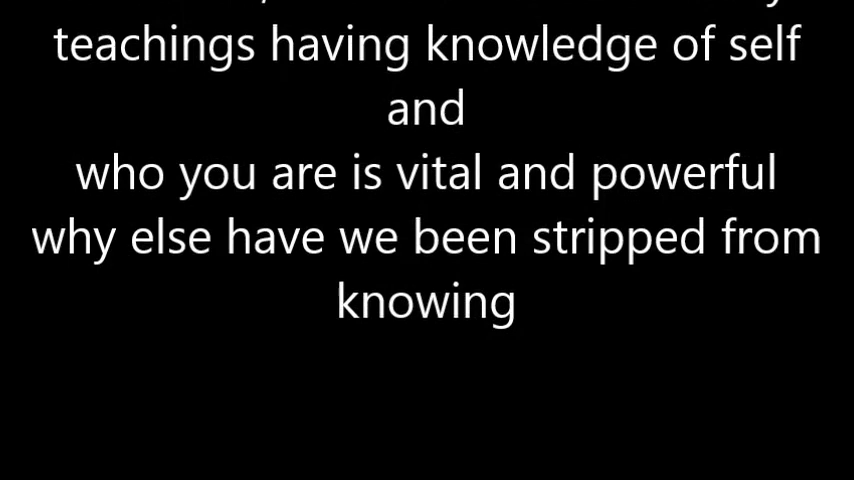 teachings having knowledge of self
and
who you are is vital and powerful
why else have we been stripped from
knowing